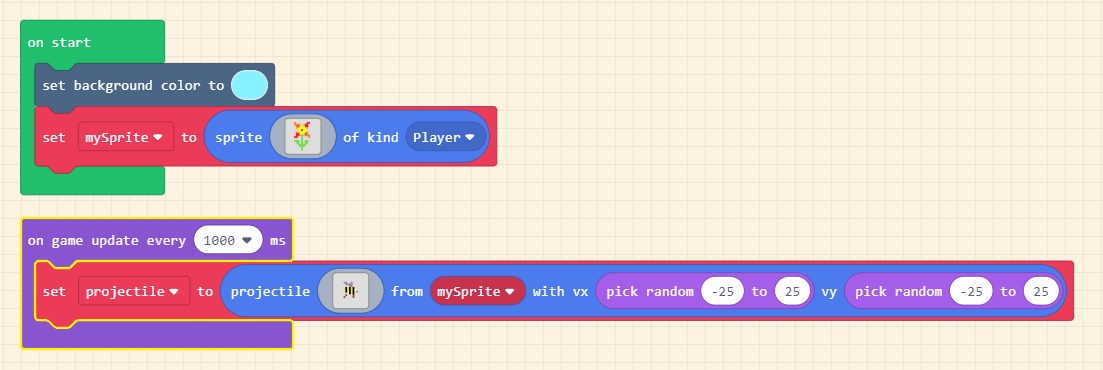 on start
set background color to
set mySprite to sprite of kind Player
on game update every 1000 ms
set projectile to projectile from mySprite with vx pick random -25 to 25 vy pick random -25 to 25